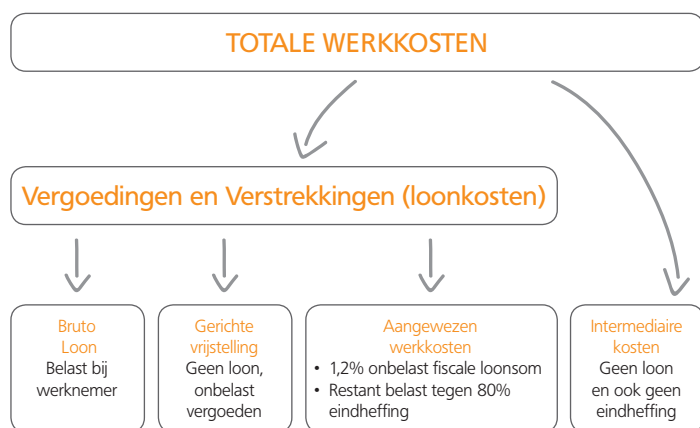 TOTALE WERKKOSTEN
Vergoedingen en Verstrekkingen (loonkosten)
Bruto
Loon
Belast bij
werknemer
Gerichte
vrijstelling
Geen loon,
onbelast
vergoeden
Aangewezen
werkkosten
• 1,2% onbelast fiscale loonsom
• Restant belast tegen 80%
eindheffing
Intermediaire
kosten
Geen loon
en ook geen
eindheffing